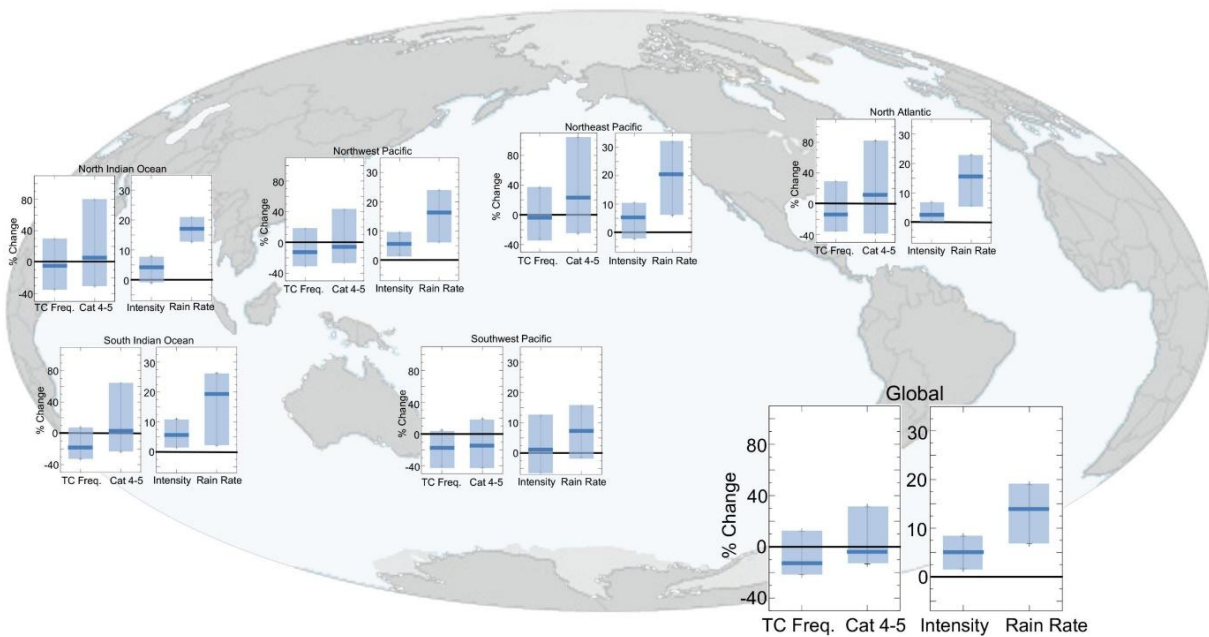 North Indian Ocean
% Change
80
40
0
-40
30
20
10
0
TC Freq. Cat 4-5 Intensity Rain Rate
Northwest Pacific
80
40
0
-40
30
20
10
0
TC Freq. Cat 4-5 Intensity Rain Rate
Northeast Pacific
% Change
80
40
0
-40
30
20
10
0
TC Freq. Cat 4-5 Intensity Rain Rate
North Atlantic
% Change
80
40
0
-40
30
20
10
0
TC Freq. Cat 4-5 Intensity Rain Rate
South Indian Ocean
% Change
80
40
0
-40
30
20
10
0
TC Freq. Cat 4-5 Intensity Rain Rate
Southwest Pacific
% Change
80
40
0
-40
30
20
10
0
TC Freq. Cat 4-5 Intensity Rain Rate
Global
% Change
80
40
0
-40
30
20
10
5
0
TC Freq. Cat 4-5 Intensity Rain Rate